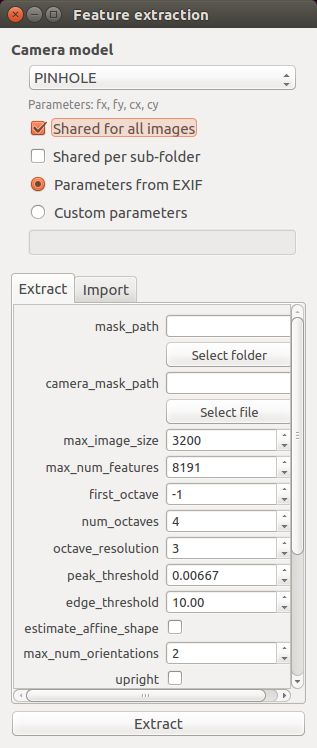 Feature extraction
Camera model
PINHOLE
Parameters: fx, fy, cx, cy
Shared for all images
Shared per sub-folder
Parameters from EXIF
Custom parameters
Extract Import
mask_path
Select folder
camera_mask_path
Select file
max_image_size 3200
max_num_features 8191
first_octave -1
num_octaves 4
octave_resolution 3
peak_threshold 0.00667
edge_threshold 10.00
estimate_affine_shape
max_num_orientations 2
upright
Extract